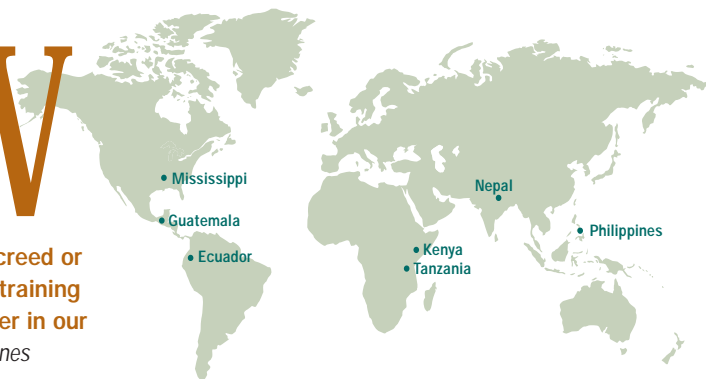 V
creed or
training
er in our
nes
Mississippi
Guatemala
Ecuador
Nepal
Kenya
Tanzania
Philippines